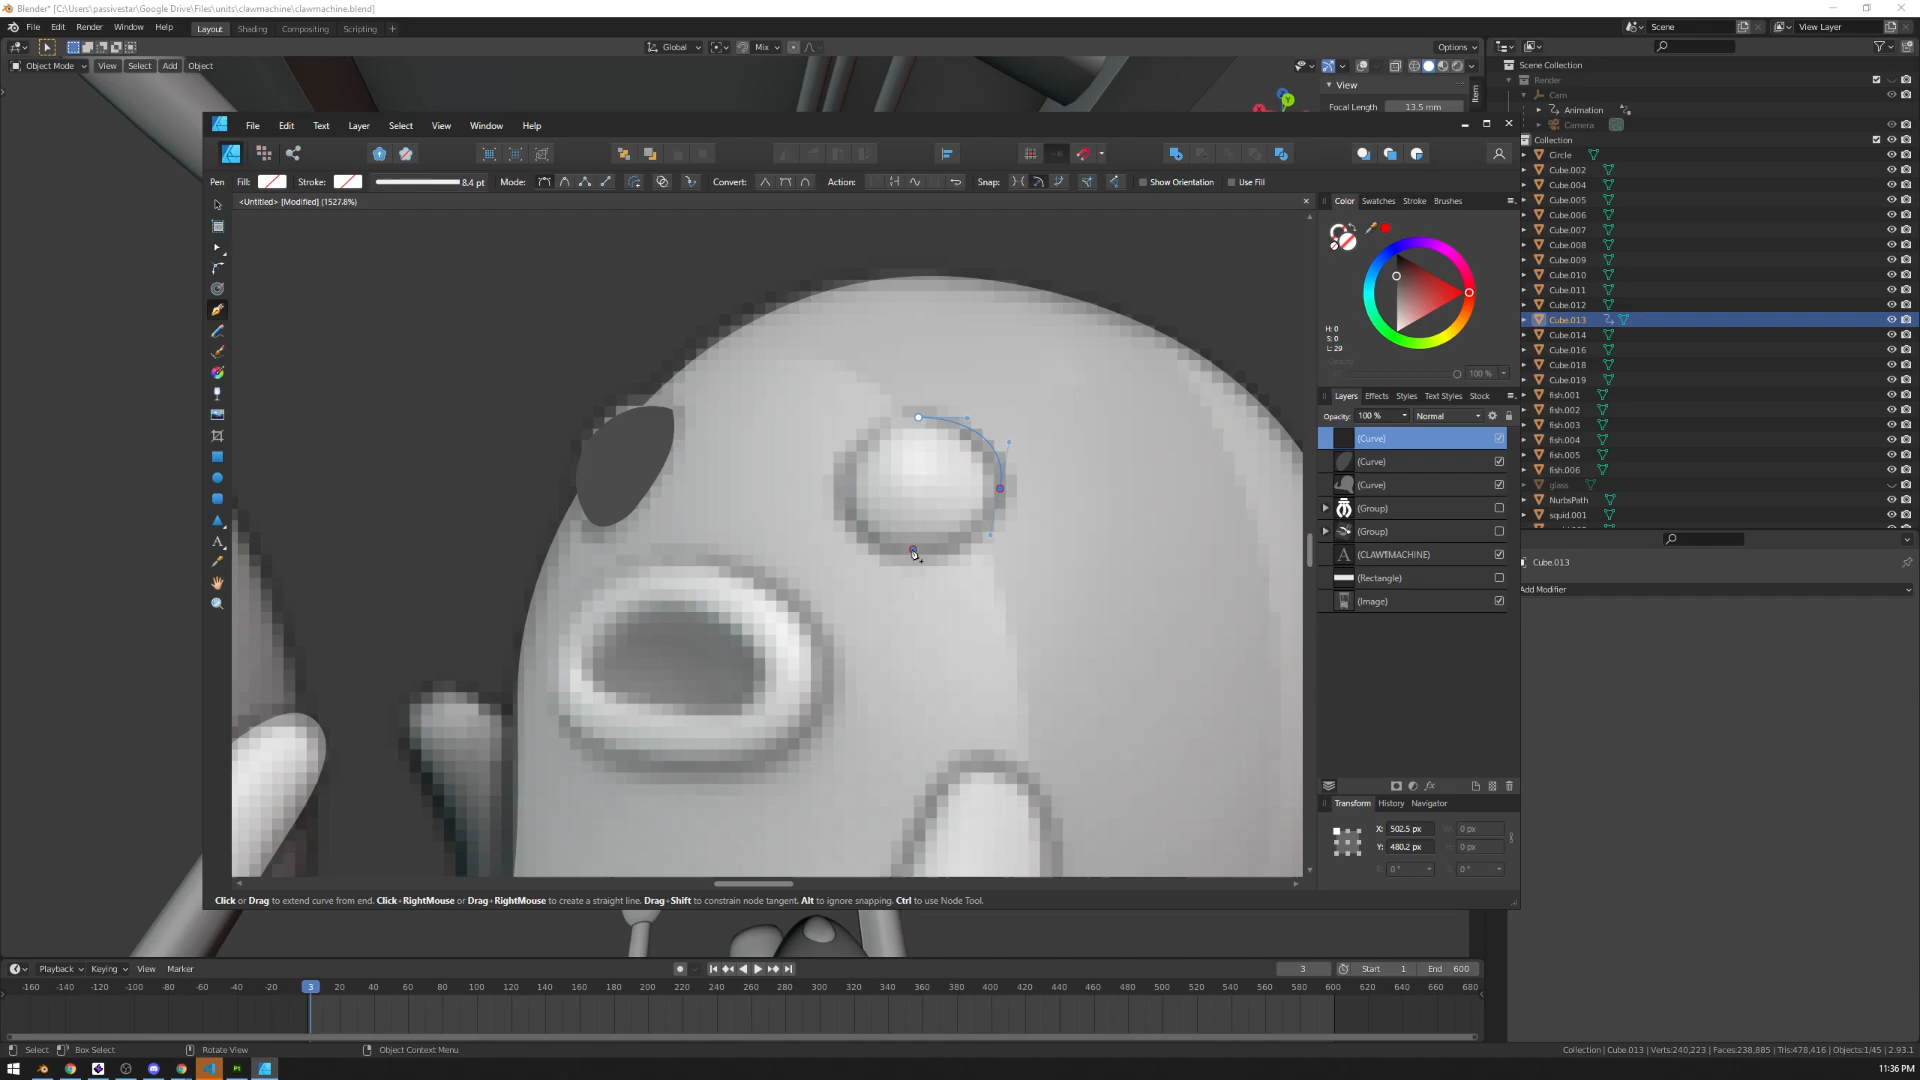 Blender* [C:\Users\passivestar\Google Drive\Files\units\clawmachine\clawmachine.blend]
File Edit Render Window Help Layout Shading Compositing Scripting + Scene View Layer
Global Mix Options
Object Mode View Select Add Object
View
Focal Length 13.5 mm
Item
Scene Collection
Render
Cam
Animation
Camera
Collection
Circle
Cube.002
Cube.004
Cube.005
Cube.006
Cube.007
Cube.008
Cube.009
Cube.010
Cube.011
Cube.012
Cube.013
Cube.014
Cube.016
Cube.018
Cube.019
fish.001
fish.002
fish.003
fish.004
fish.005
fish.006
glass
NurbsPath
squid.001
Cube.013
Add Modifier
File Edit Text Layer Select View Window Help
Pen Fill: Stroke: 8.4 pt Mode: Convert: Action: Snap: Show Orientation Use Fill
<Untitled> [Modified] (1527.8%)
Color Swatches Stroke Brushes
H: 0
S: 0
L: 29
Opacity
100 %
Layers Effects Styles Text Styles Stock
Opacity: 100 % Normal
(Curve)
(Curve)
(Curve)
(Group)
(Group)
(CLAW¶MACHINE)
(Rectangle)
(Image)
Transform History Navigator
X: 502.5 px W: 0 px
Y: 480.2 px H: 0 px
R: 0 ° S: 0 °
Click or Drag to extend curve from end. Click+RightMouse or Drag+RightMouse to create a straight line. Drag+Shift to constrain node tangent. Alt to ignore snapping. Ctrl to use Node Tool.
Playback Keying View Marker 3 Start 1 End 600
-160 -140 -120 -100 -80 -60 -40 -20 3 20 40 60 80 100 120 140 160 180 200 220 240 260 280 300 320 340 360 380 400 420 440 460 480 500 520 540 560 580 600 620 640 660 680
Select Box Select Rotate View Object Context Menu Collection | Cube.013 | Verts:240,223 | Faces:238,885 | Tris:478,416 | Objects:1/45 | 2.93.1
Pt 11:36 PM